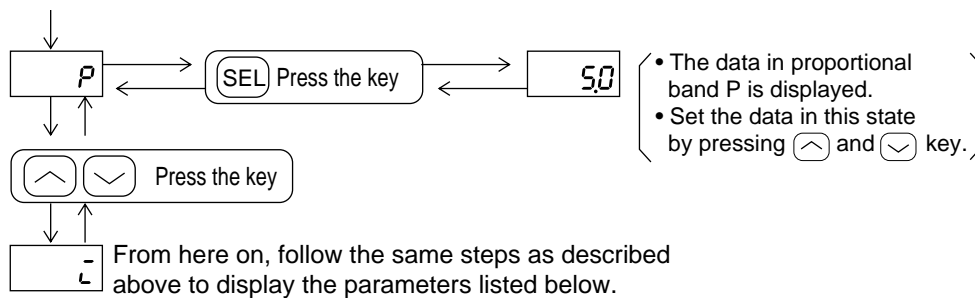 P
SEL Press the key
5.0
• The data in proportional
band P is displayed.
• Set the data in this state
by pressing and key.
Press the key
i
From here on, follow the same steps as described
above to display the parameters listed below.